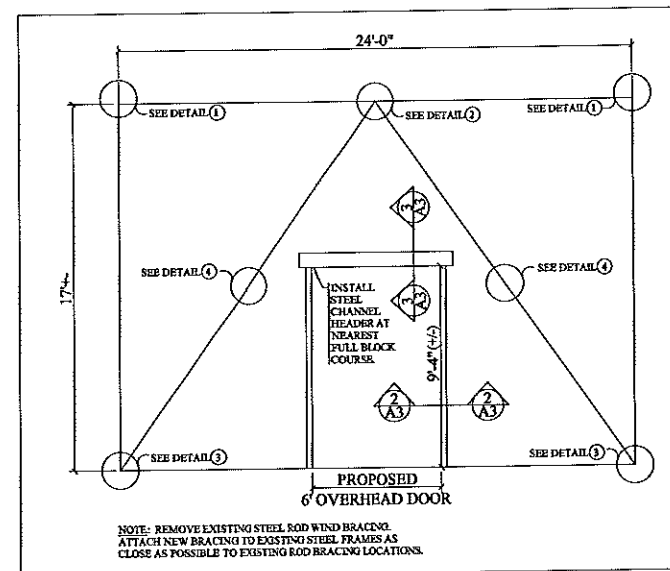 24'-0"
SEE DETAIL 1
SEE DETAIL 2
SEE DETAIL 1
3
A3
SEE DETAIL 4
SEE DETAIL 4
17'+-
INSTALL
STEEL
CHANNEL
HEADER AT
NEAREST
FULL BLOCK
COURSE.
3
A3
9'-4" (+/-)
2
A3
2
A3
SEE DETAIL 3
SEE DETAIL 3
PROPOSED
6' OVERHEAD DOOR
NOTE: REMOVE EXISTING STEEL ROD WIND BRACING.
ATTACH NEW BRACING TO EXISTING STEEL FRAMES AS
CLOSE AS POSSIBLE TO EXISTING ROD BRACING LOCATIONS.